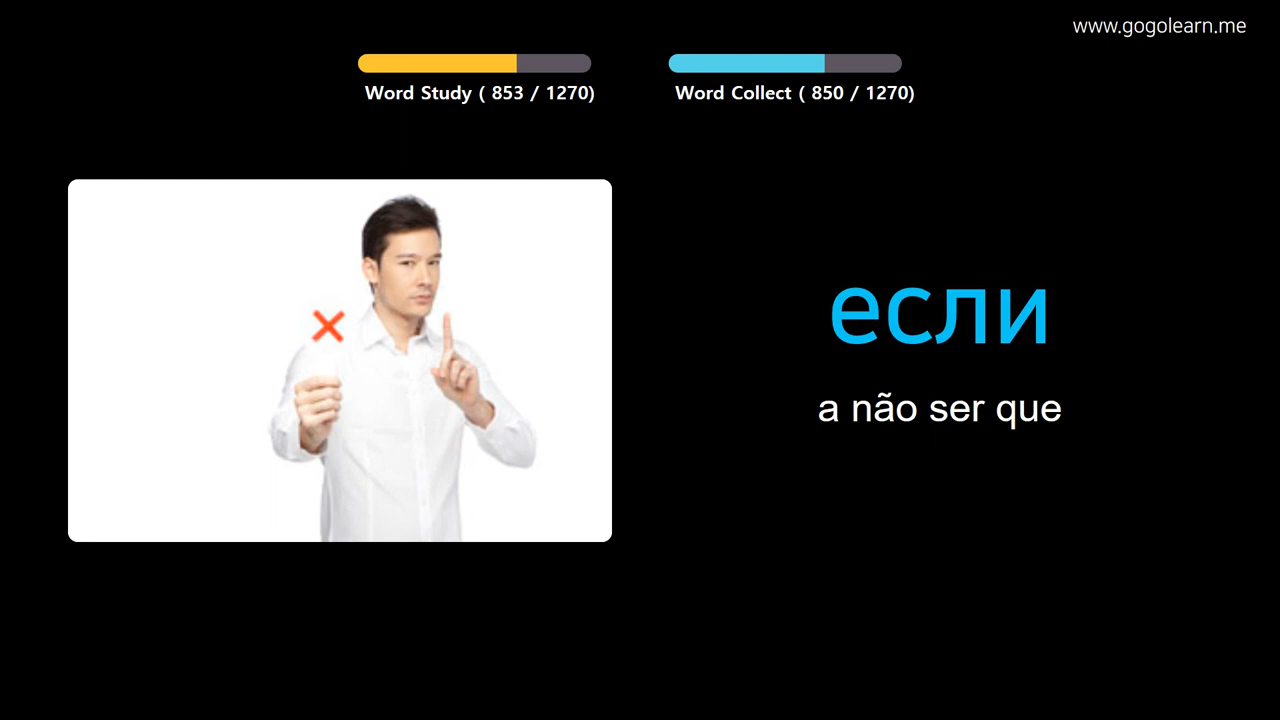 www.gogolearn.me
Word Study ( 853 / 1270)
Word Collect ( 850 / 1270)
если
a não ser que